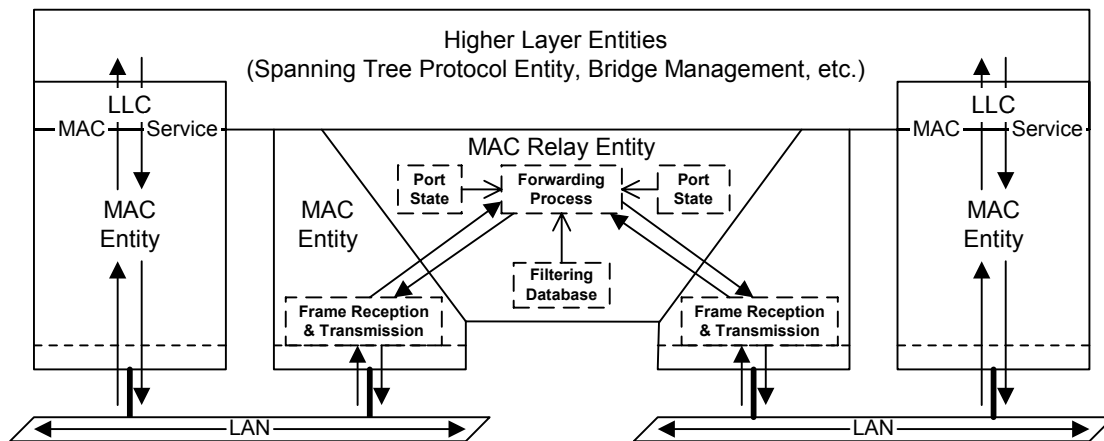 Higher Layer Entities
(Spanning Tree Protocol Entity, Bridge Management, etc.)
LLC
MAC Service
MAC
Entity
MAC
Entity
MAC Relay Entity
Port
State
Forwarding
Process
Port
State
Filtering
Database
Frame Reception
& Transmission
Frame Reception
& Transmission
LLC
MAC Service
MAC
Entity
LAN
LAN